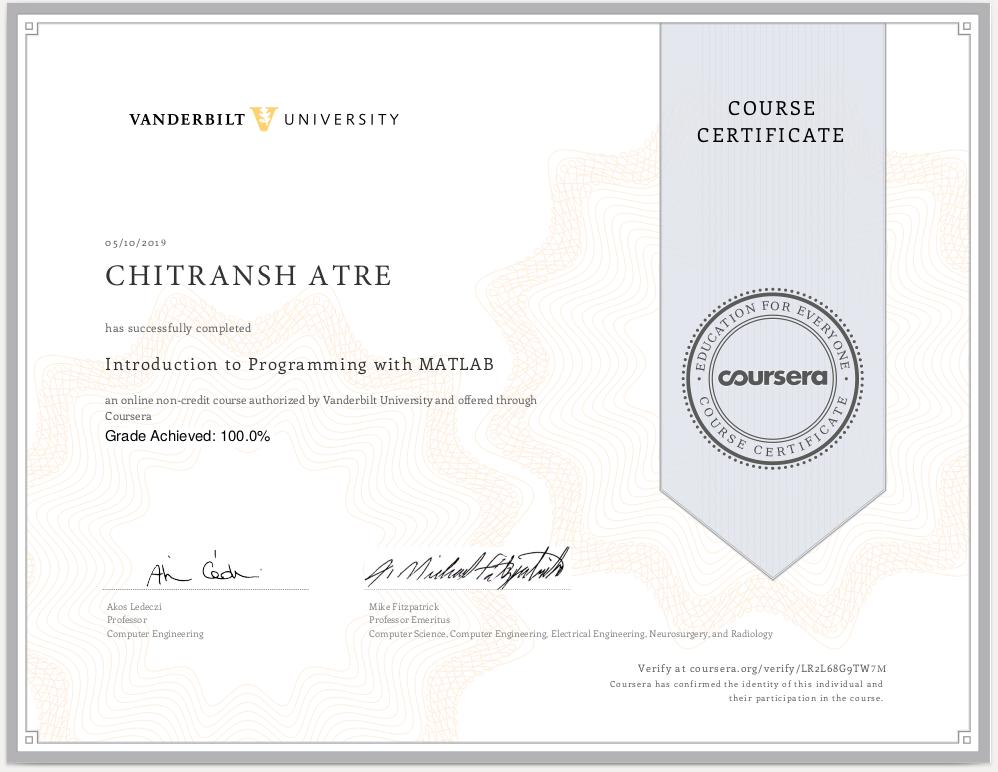 VANDERBILT V UNIVERSITY
COURSE
CERTIFICATE
05/10/2019
CHITRANSH ATRE
has successfully completed
Introduction to Programming with MATLAB
an online non-credit course authorized by Vanderbilt University and offered through
Coursera
Grade Achieved: 100.0%
EDUCATION FOR EVERYONE
coursera
COURSE CERTIFICATE
Akos Ledeczi
Professor
Computer Engineering
Mike Fitzpatrick
Professor Emeritus
Computer Science, Computer Engineering, Electrical Engineering, Neurosurgery, and Radiology
Verify at coursera.org/verify/LR2L68G9TW7M
Coursera has confirmed the identity of this individual and
their participation in the course.